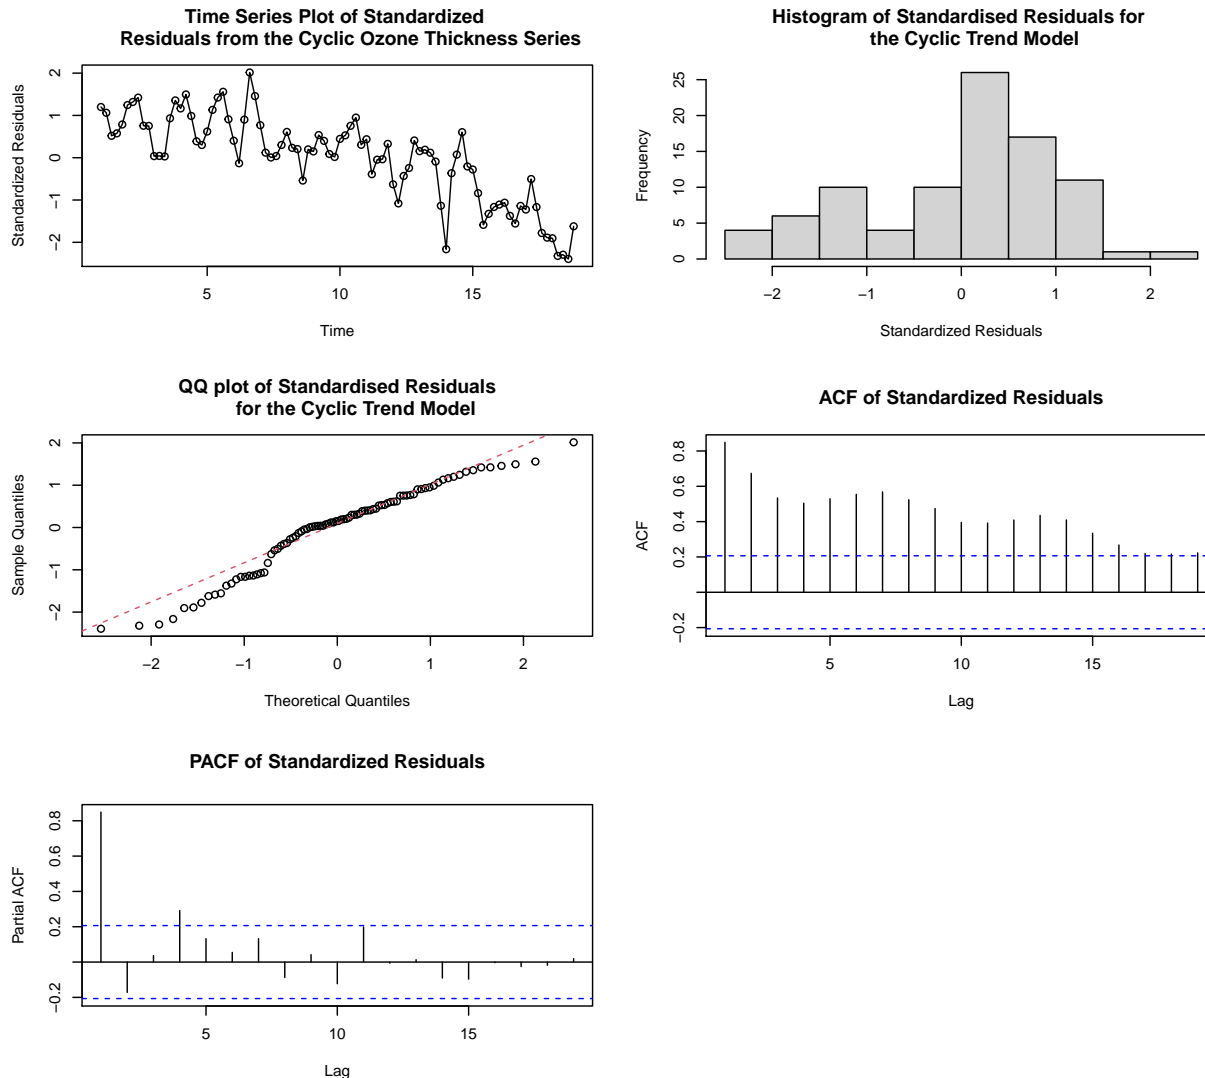 Time Series Plot of Standardized
Residuals from the Cyclic Ozone Thickness Series
Standardized Residuals
2
1
0
−1
−2
5
10
15
Time
Histogram of Standardised Residuals for
the Cyclic Trend Model
Frequency
25
20
15
10
5
0
−2
−1
0
1
2
Standardized Residuals
QQ plot of Standardised Residuals
for the Cyclic Trend Model
Sample Quantiles
2
1
0
−1
−2
−2
−1
0
1
2
Theoretical Quantiles
ACF of Standardized Residuals
ACF
0.8
0.6
0.4
0.2
−0.2
5
10
15
Lag
PACF of Standardized Residuals
Partial ACF
0.8
0.6
0.4
0.2
−0.2
5
10
15
Lag